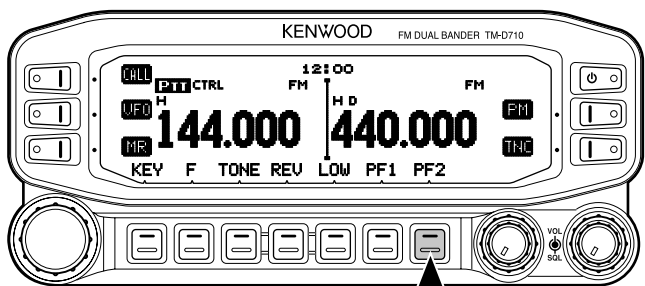 KENWOOD FM DUAL BANDER TM-D710
12:00
CALL PTT CTRL FM FM
VFO H H D PM
144.000 440.000
MR TNC
KEY F TONE REV LOW PF1 PF2
VOL
SQL